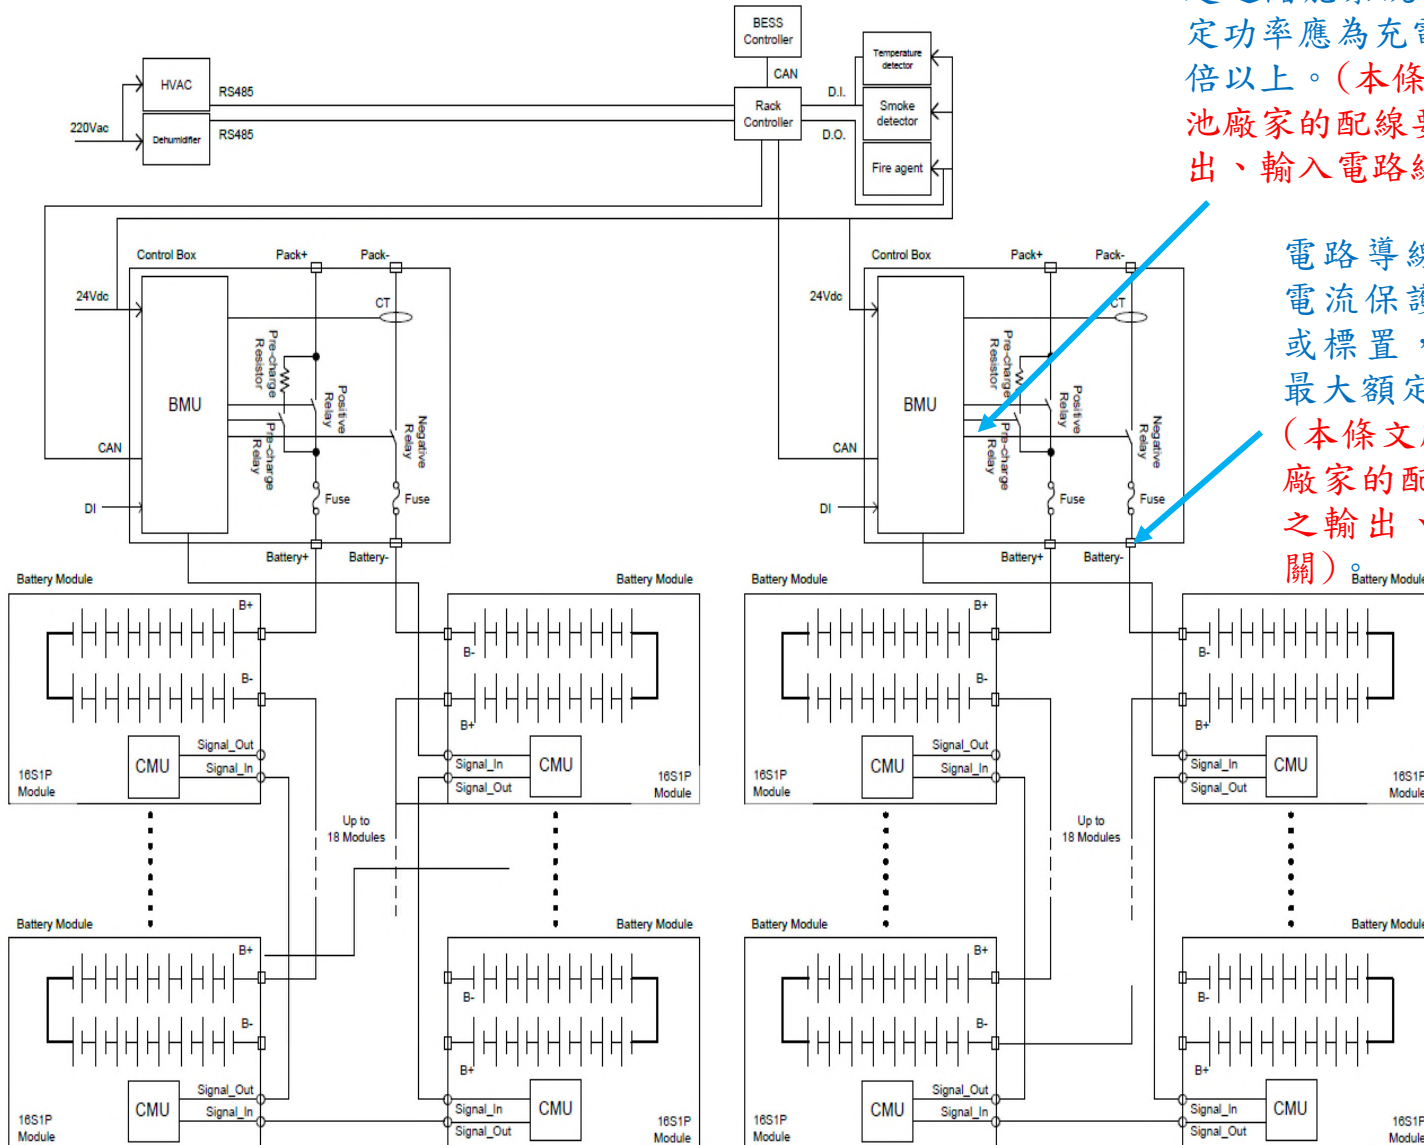 BESS
Controller
CAN
Rack
Controller
HVAC
RS485
Dehumidifier
RS485
220Vac
D.I.
D.O.
Temperature
detector
Smoke
detector
Fire agent
定功率應為充電
倍以上。(本條
池廠家的配線要
出、輸入電路線
電路導線
電流保護
或標置,
最大額定
(本條文
廠家的配
之輸出、
關)。
Control Box
Pack+
Pack-
24Vdc
CT
Pre-charge
Resistor
Positive
Relay
BMU
Pre-charge
Relay
Negative
Relay
CAN
DI
Fuse
Fuse
Battery+
Battery-
Control Box
Pack+
Pack-
24Vdc
CT
Pre-charge
Resistor
Positive
Relay
BMU
Pre-charge
Relay
Negative
Relay
CAN
DI
Fuse
Fuse
Battery+
Battery-
Battery Module
B+
B-
CMU
Signal_Out
Signal_In
16S1P
Module
Battery Module
B-
B+
Signal_In
Signal_Out
CMU
16S1P
Module
Up to
18 Modules
Battery Module
B+
B-
CMU
Signal_Out
Signal_In
16S1P
Module
Battery Module
B-
B+
Signal_In
Signal_Out
CMU
16S1P
Module
Up to
18 Modules
Battery Module
B+
B-
CMU
Signal_Out
Signal_In
16S1P
Module
Battery Module
B-
B+
Signal_In
Signal_Out
CMU
16S1P
Module
Battery Module
B+
B-
CMU
Signal_Out
Signal_In
16S1P
Module
Battery Module
B-
B+
Signal_In
Signal_Out
CMU
16S1P
Module